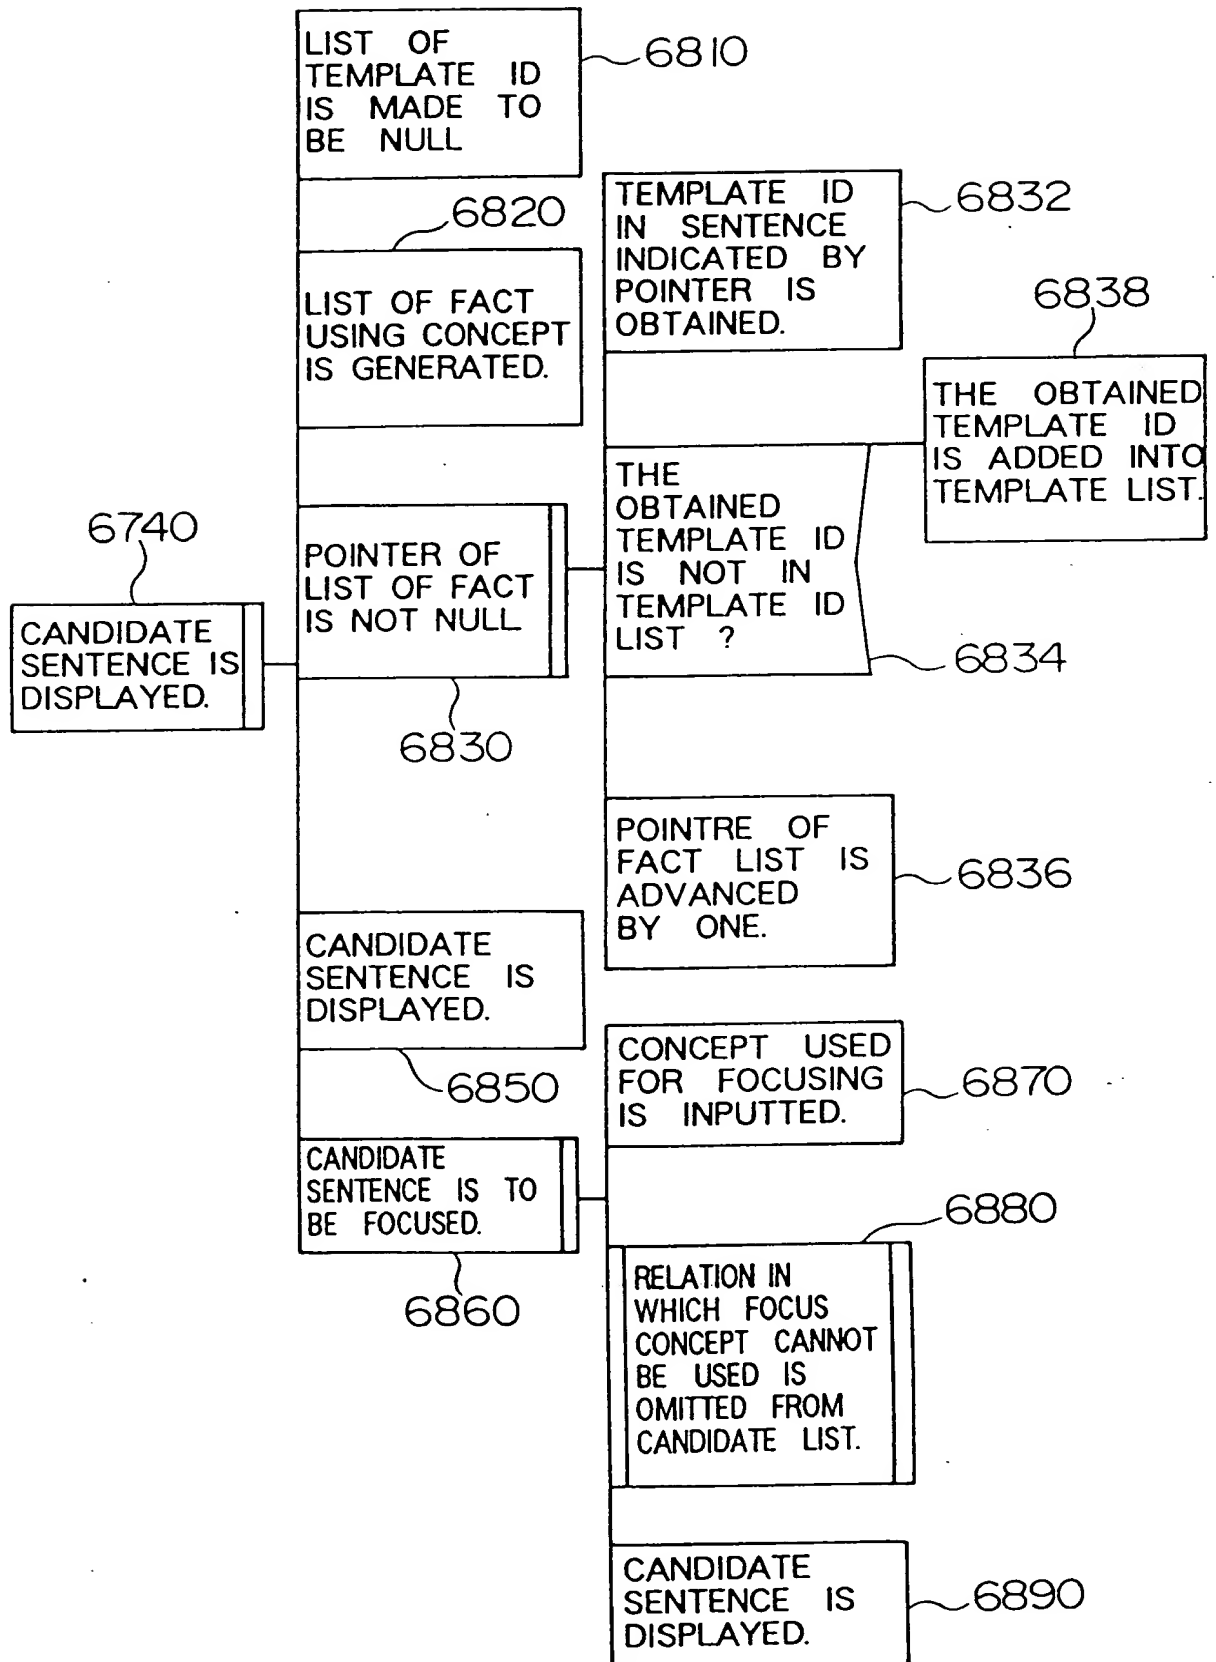 LIST OF
TEMPLATE ID
IS MADE TO
BE NULL
6810
6820
LIST OF FACT
USING CONCEPT
IS GENERATED.
TEMPLATE ID
IN SENTENCE
INDICATED BY
POINTER IS
OBTAINED.
6832
6838
THE OBTAINED
TEMPLATE ID
IS ADDED INTO
TEMPLATE LIST.
6740
CANDIDATE
SENTENCE IS
DISPLAYED.
POINTER OF
LIST OF FACT
IS NOT NULL
6830
THE
OBTAINED
TEMPLATE ID
IS NOT IN
TEMPLATE ID
LIST ?
6834
POINTRE OF
FACT LIST IS
ADVANCED
BY ONE.
6836
CANDIDATE
SENTENCE IS
DISPLAYED.
6850
CONCEPT USED
FOR FOCUSING
IS INPUTTED.
6870
CANDIDATE
SENTENCE IS TO
BE FOCUSED.
6860
6880
RELATION IN
WHICH FOCUS
CONCEPT CANNOT
BE USED IS
OMITTED FROM
CANDIDATE LIST.
CANDIDATE
SENTENCE IS
DISPLAYED.
6890